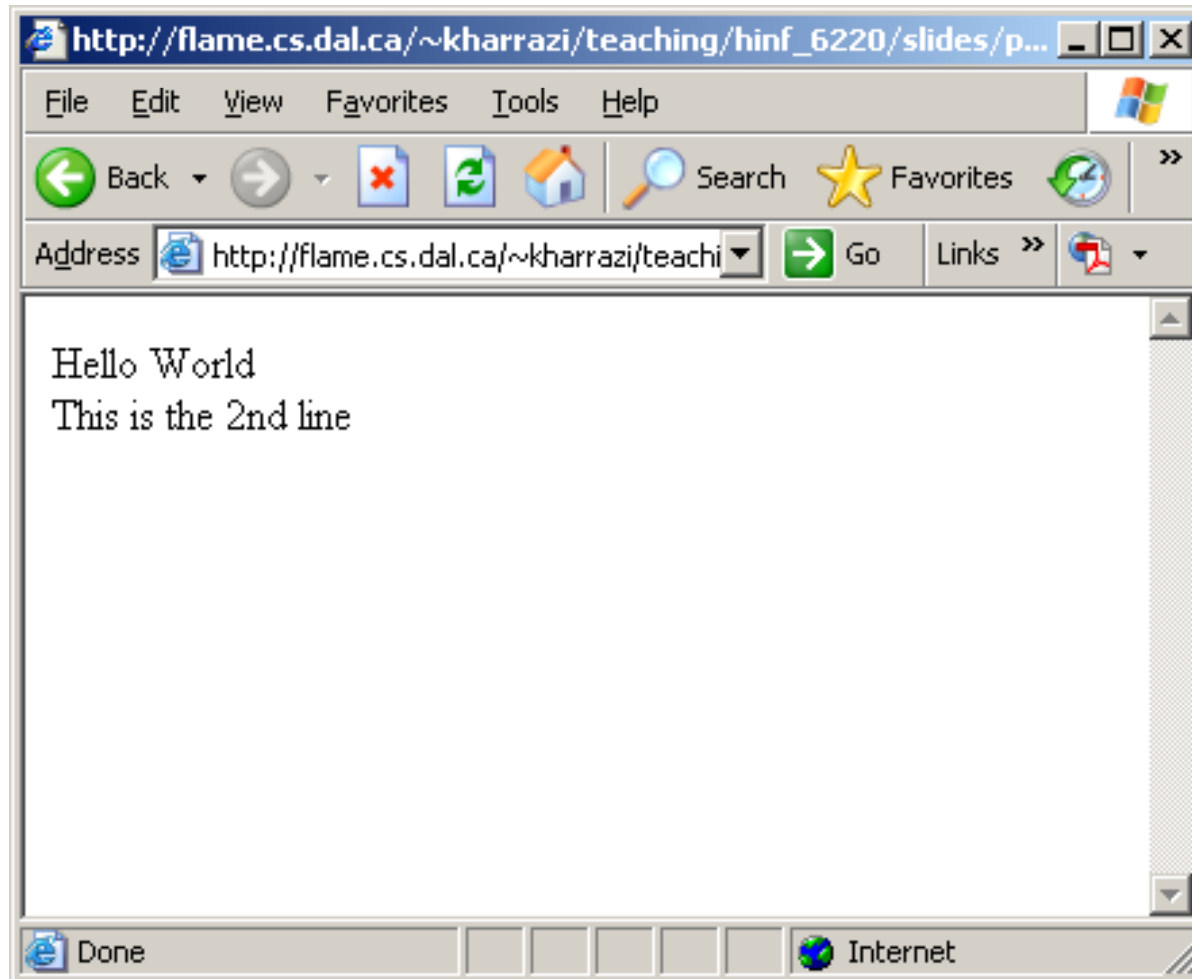 http://flame.cs.dal.ca/~kharrazi/teaching/hinf_6220/slides/p...
File Edit View Favorites Tools Help
Back Search Favorites »
Address http://flame.cs.dal.ca/~kharrazi/teachi Go Links »
Hello World
This is the 2nd line
Done Internet